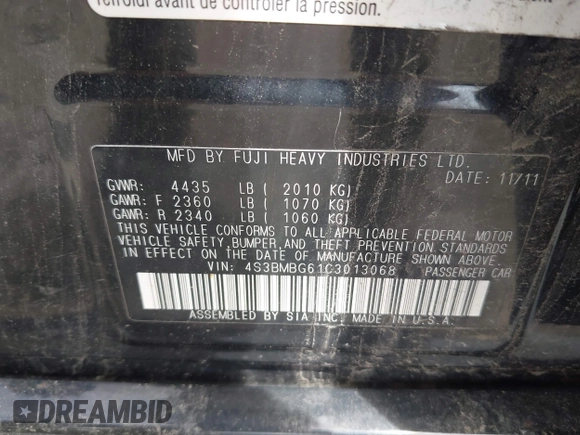 refroidi avant de contrôler la pression.
MFD BY FUJI HEAVY INDUSTRIES LTD.
DATE: 11/11
GVWR: 4435 LB ( 2010 KG)
GAWR: F 2360 LB ( 1070 KG)
GAWR: R 2340 LB ( 1060 KG)
THIS VEHICLE CONFORMS TO ALL APPLICABLE FEDERAL MOTOR
VEHICLE SAFETY, BUMPER, AND THEFT PREVENTION STANDARDS
IN EFFECT ON THE DATE OF MANUFACTURE SHOWN ABOVE.
VIN: 4S3BMBG61C3013068 PASSENGER CAR
ASSEMBLED BY SIA INC. MADE IN U.S.A.
DREAMBID